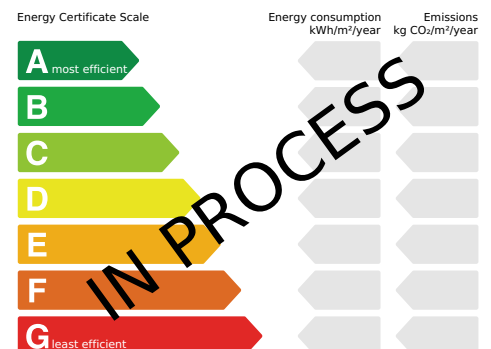 Energy Certificate Scale
Energy consumption
kWh/m²/year
Emissions
kg CO₂/m²/year
A most efficient
B
C
D
E
F
G least efficient
IN PROCESS